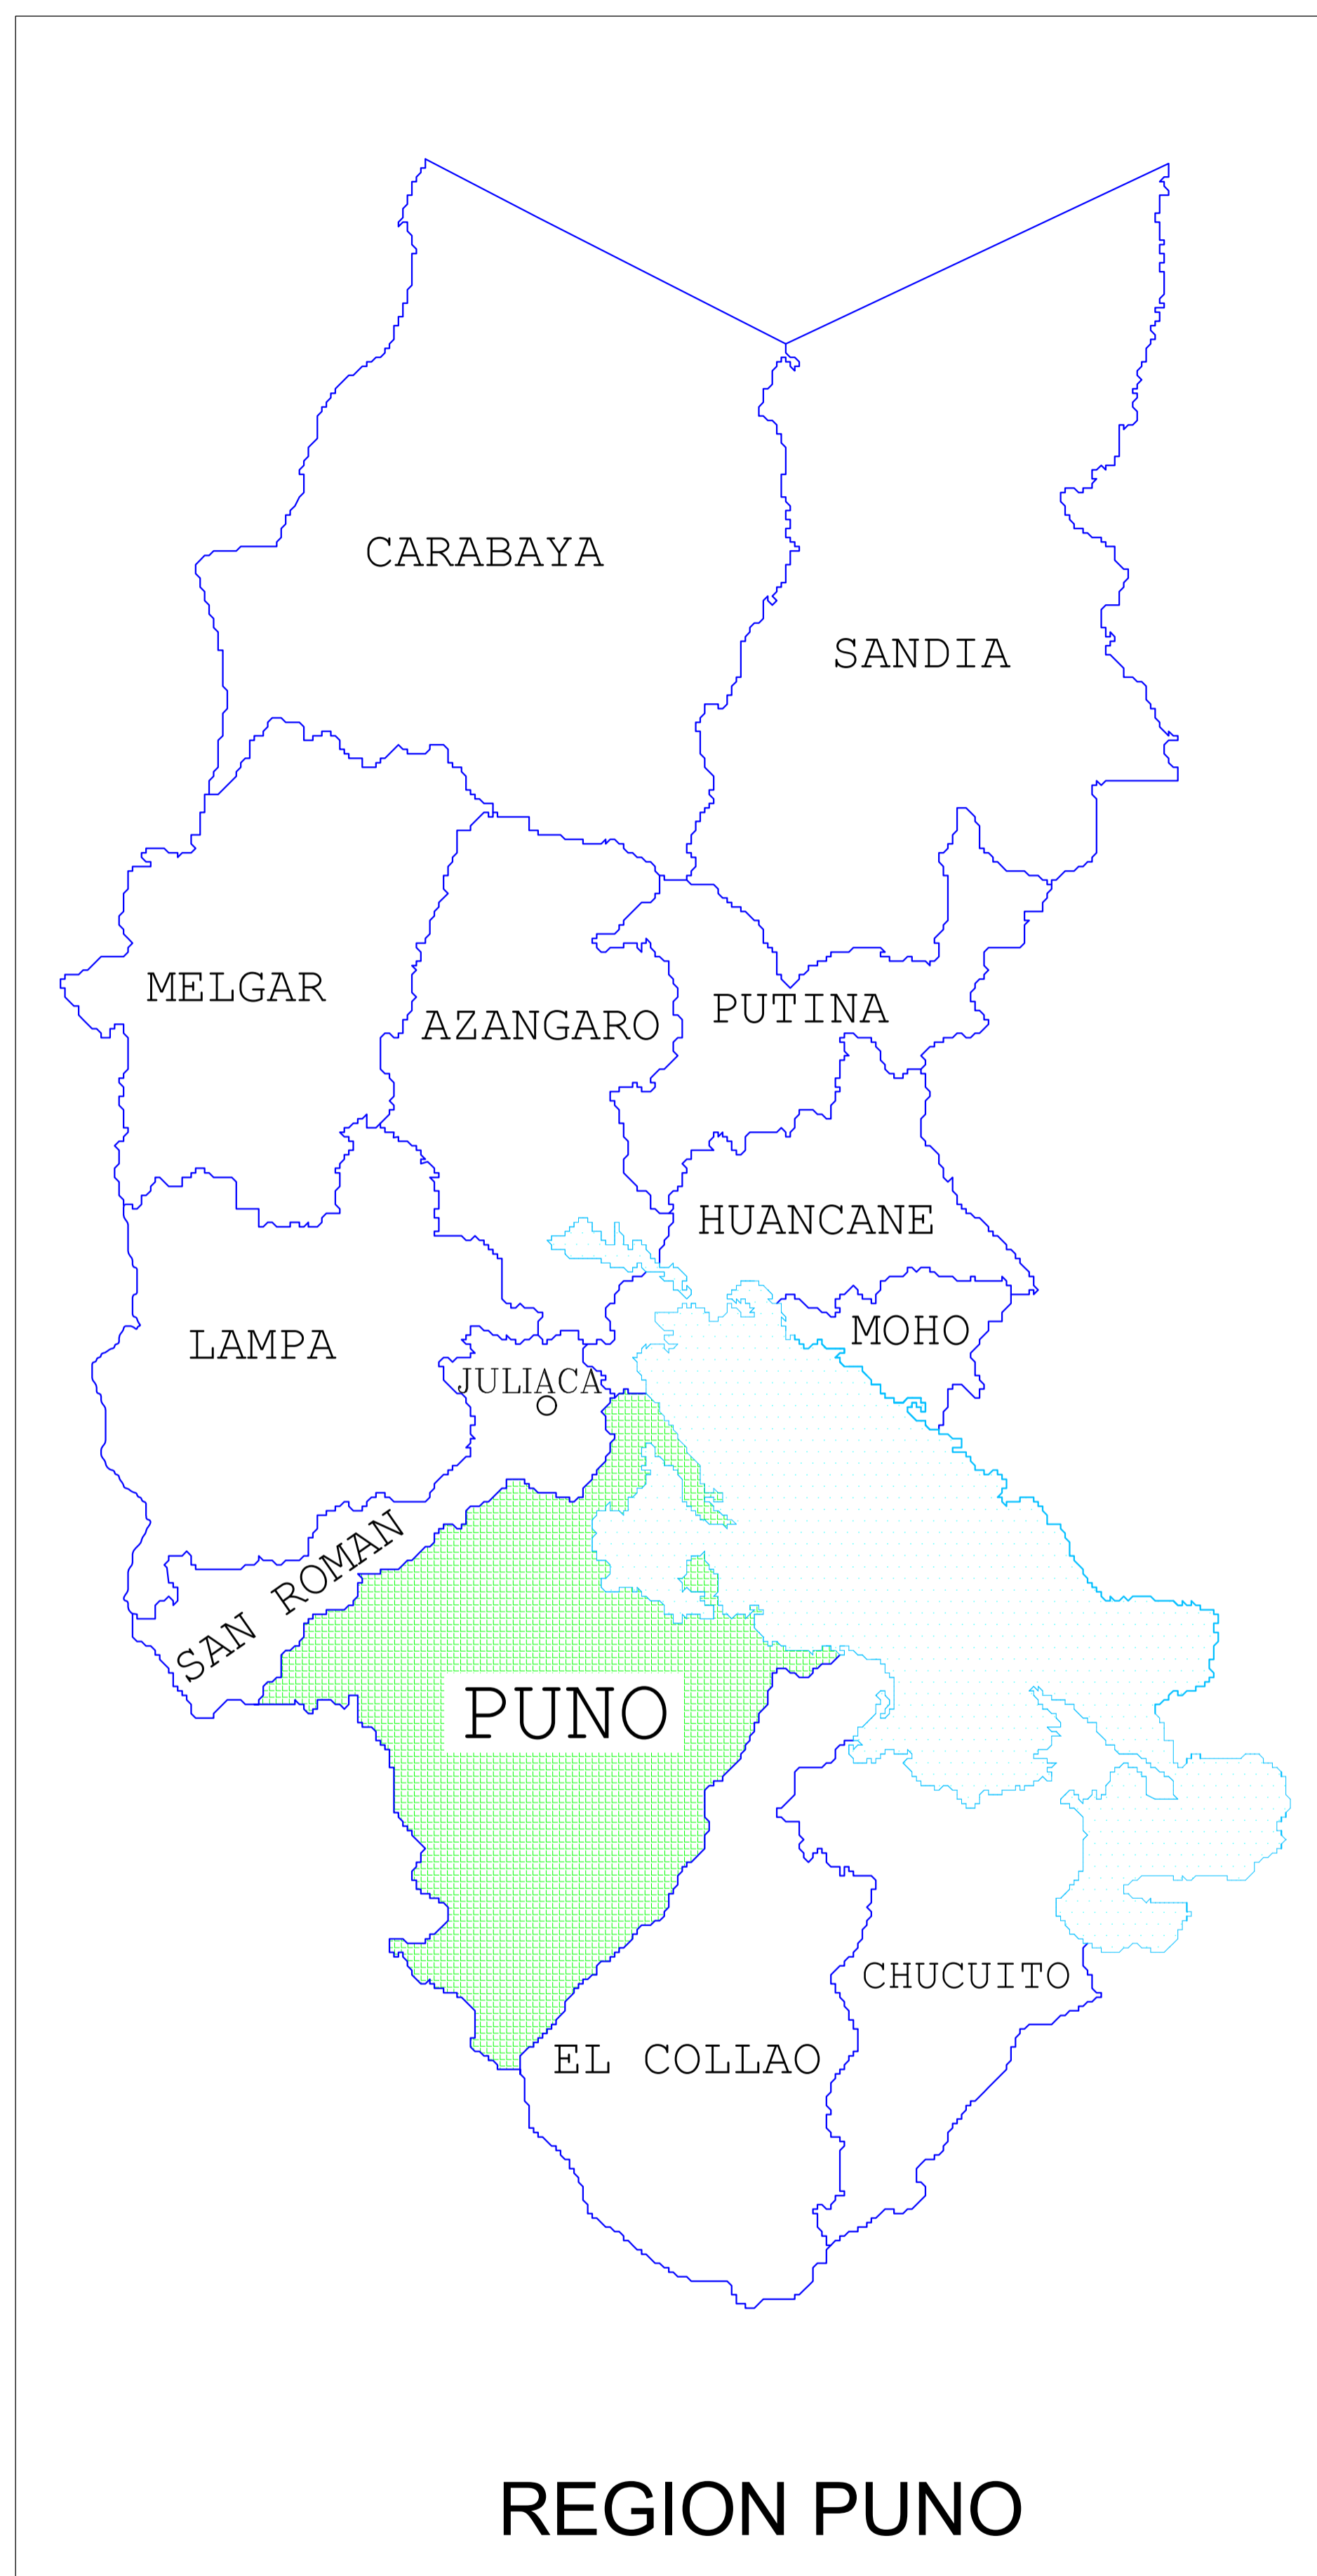 CARABAYA
SANDIA
MELGAR
PUTINA
AZANGARO
HUANCANE
MOHO
LAMPA
JULIACA
SAN ROMAN
PUNO
CHUCUITO
EL COLLAO
REGION PUNO